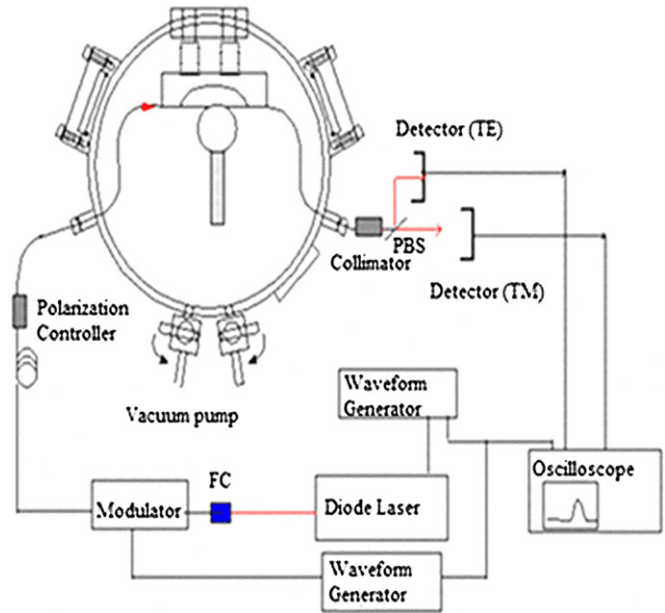 Detector (TE)
PBS
Collimator
Detector (TM)
Polarization
Controller
Vacuum pump
Waveform
Generator
FC
Modulator
Diode Laser
Oscilloscope
Waveform
Generator